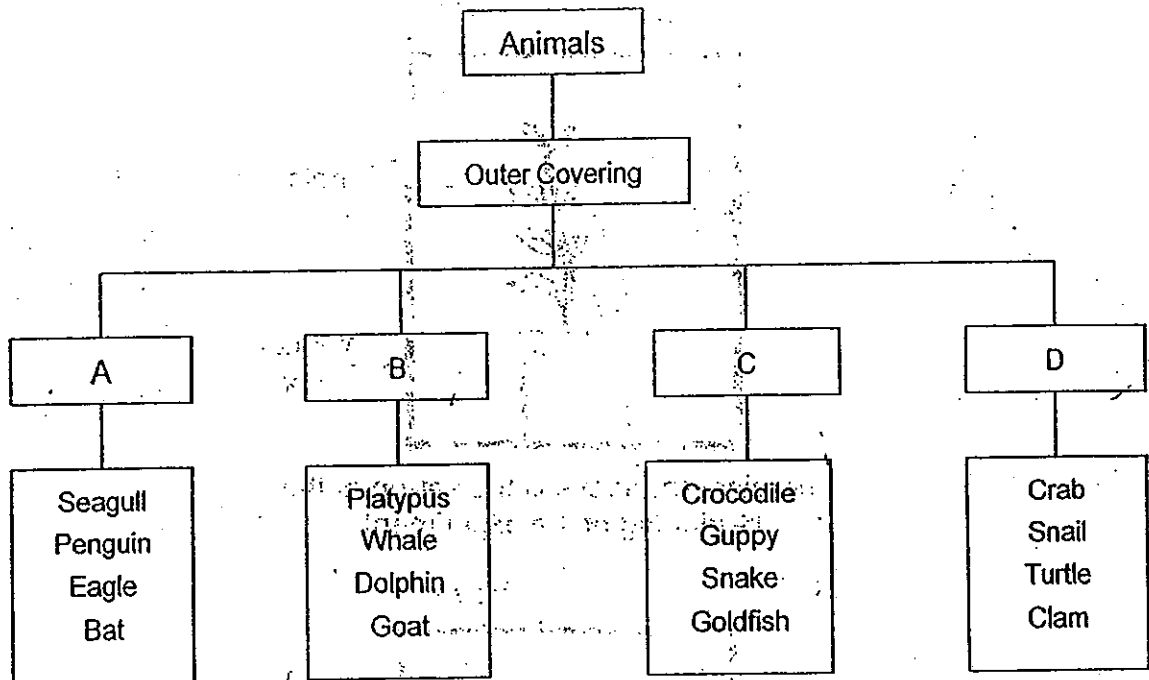 Animals
Outer Covering
A
B
C
D
Seagull
Penguin
Eagle
Bat
Platypus
Whale
Dolphin
Goat
Crocodile
Guppy
Snake
Goldfish
Crab
Snail
Turtle
Clam